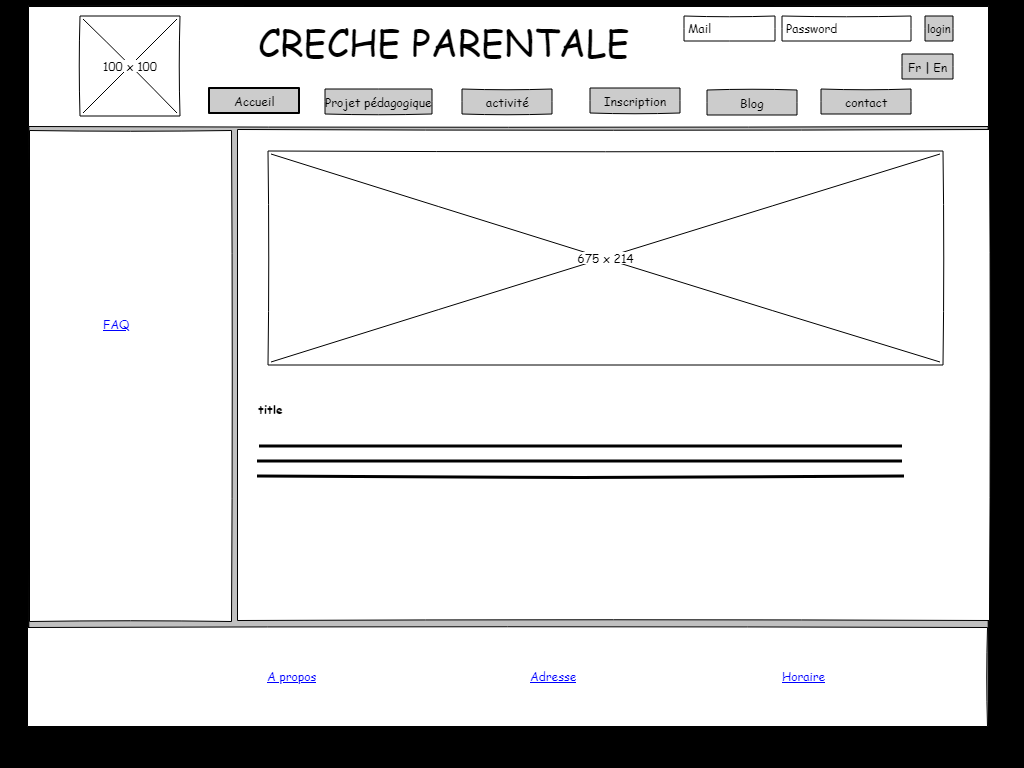 CRECHE PARENTALE
Mail
Password
login
100 x 100
Fr | En
Accueil
Projet pédagogique
activité
Inscription
Blog
contact
675 x 214
FAQ
title
A propos
Adresse
Horaire